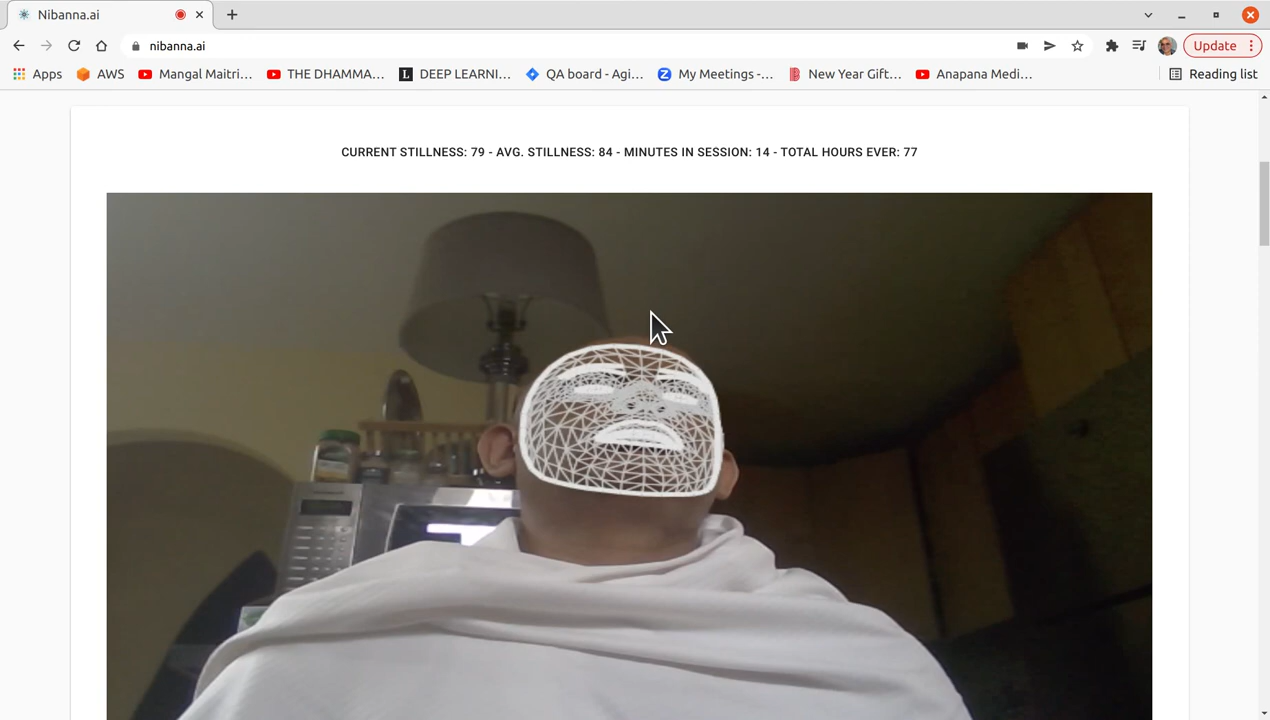 Nibanna.ai
nibanna.ai
Update
Apps
AWS
Mangal Maitri...
THE DHAMMA...
DEEP LEARNI...
QA board - Agi...
My Meetings -...
New Year Gift...
Anapana Medi...
Reading list
CURRENT STILLNESS: 79 - AVG. STILLNESS: 84 - MINUTES IN SESSION: 14 - TOTAL HOURS EVER: 77